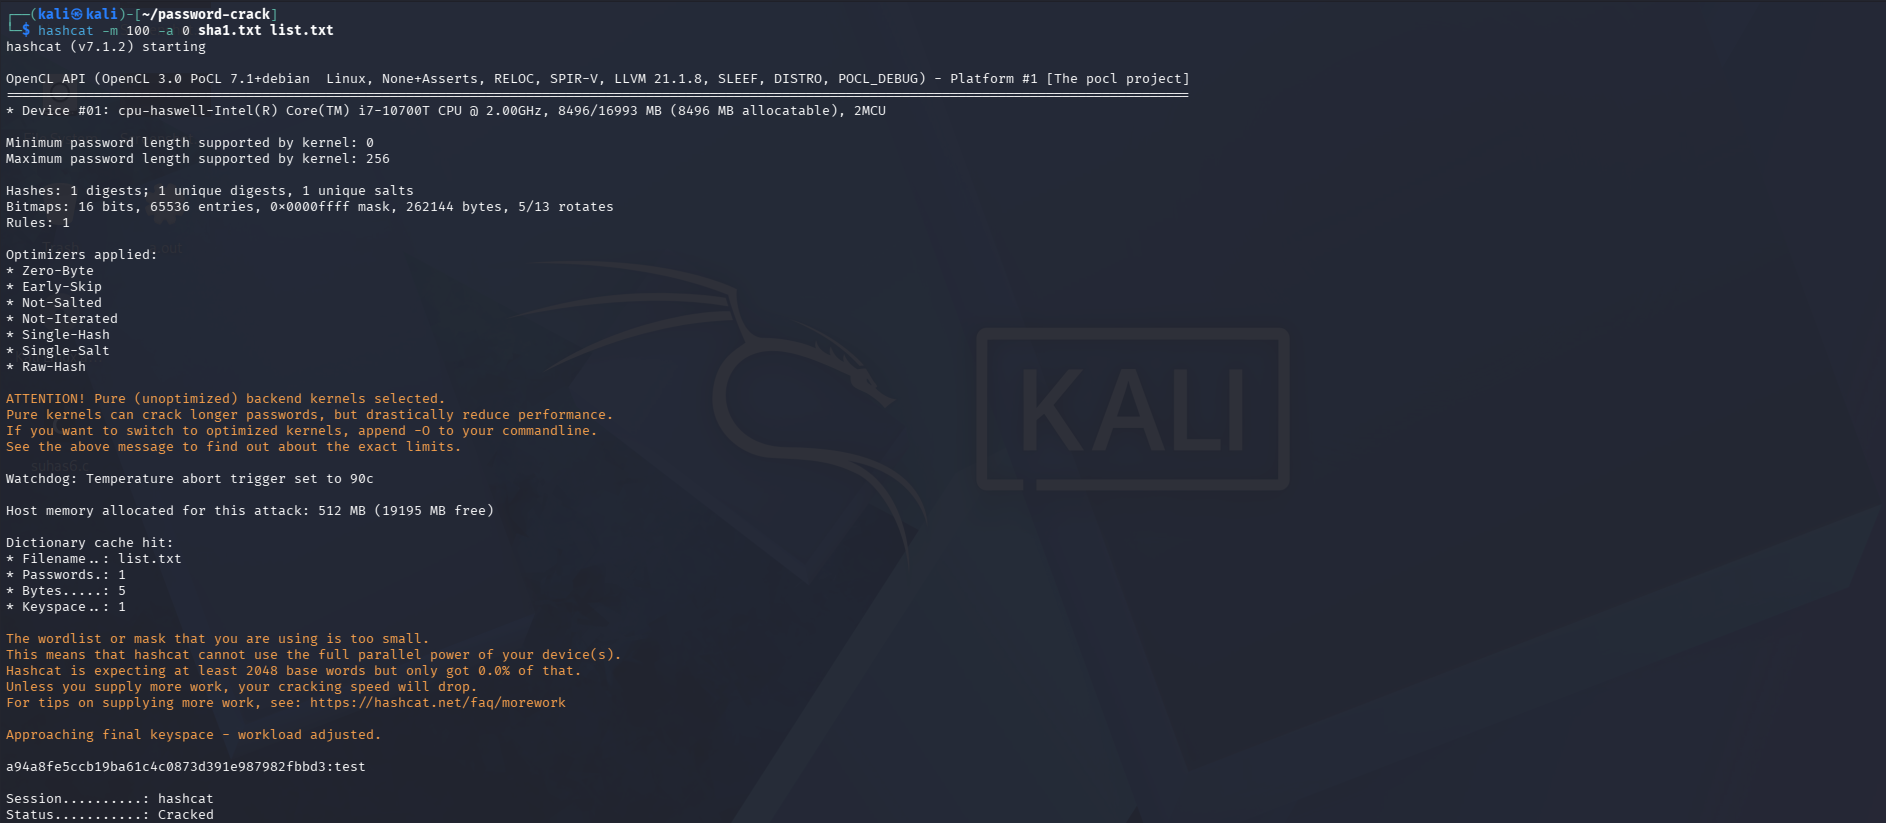 ┌──(kali㉿kali)-[~/password-crack]
└─$ hashcat -m 100 -a 0 sha1.txt list.txt
hashcat (v7.1.2) starting
OpenCL API (OpenCL 3.0 PoCL 7.1+debian  Linux, None+Asserts, RELOC, SPIR-V, LLVM 21.1.8, SLEEF, DISTRO, POCL_DEBUG) - Platform #1 [The pocl project]
====================================================================================================================================================
* Device #01: cpu-haswell-Intel(R) Core(TM) i7-10700T CPU @ 2.00GHz, 8496/16993 MB (8496 MB allocatable), 2MCU
Minimum password length supported by kernel: 0
Maximum password length supported by kernel: 256
Hashes: 1 digests; 1 unique digests, 1 unique salts
Bitmaps: 16 bits, 65536 entries, 0x0000ffff mask, 262144 bytes, 5/13 rotates
Rules: 1
Optimizers applied:
* Zero-Byte
* Early-Skip
* Not-Salted
* Not-Iterated
* Single-Hash
* Single-Salt
* Raw-Hash
KALI
ATTENTION! Pure (unoptimized) backend kernels selected.
Pure kernels can crack longer passwords, but drastically reduce performance.
If you want to switch to optimized kernels, append -O to your commandline.
See the above message to find out about the exact limits.
Watchdog: Temperature abort trigger set to 90c
Host memory allocated for this attack: 512 MB (19195 MB free)
Dictionary cache hit:
* Filename..: list.txt
* Passwords.: 1
* Bytes.....: 5
* Keyspace..: 1
The wordlist or mask that you are using is too small.
This means that hashcat cannot use the full parallel power of your device(s).
Hashcat is expecting at least 2048 base words but only got 0.0% of that.
Unless you supply more work, your cracking speed will drop.
For tips on supplying more work, see: https://hashcat.net/faq/morework
Approaching final keyspace - workload adjusted.
a94a8fe5ccb19ba61c4c0873d391e987982fbbd3:test
Session..........: hashcat
Status...........: Cracked